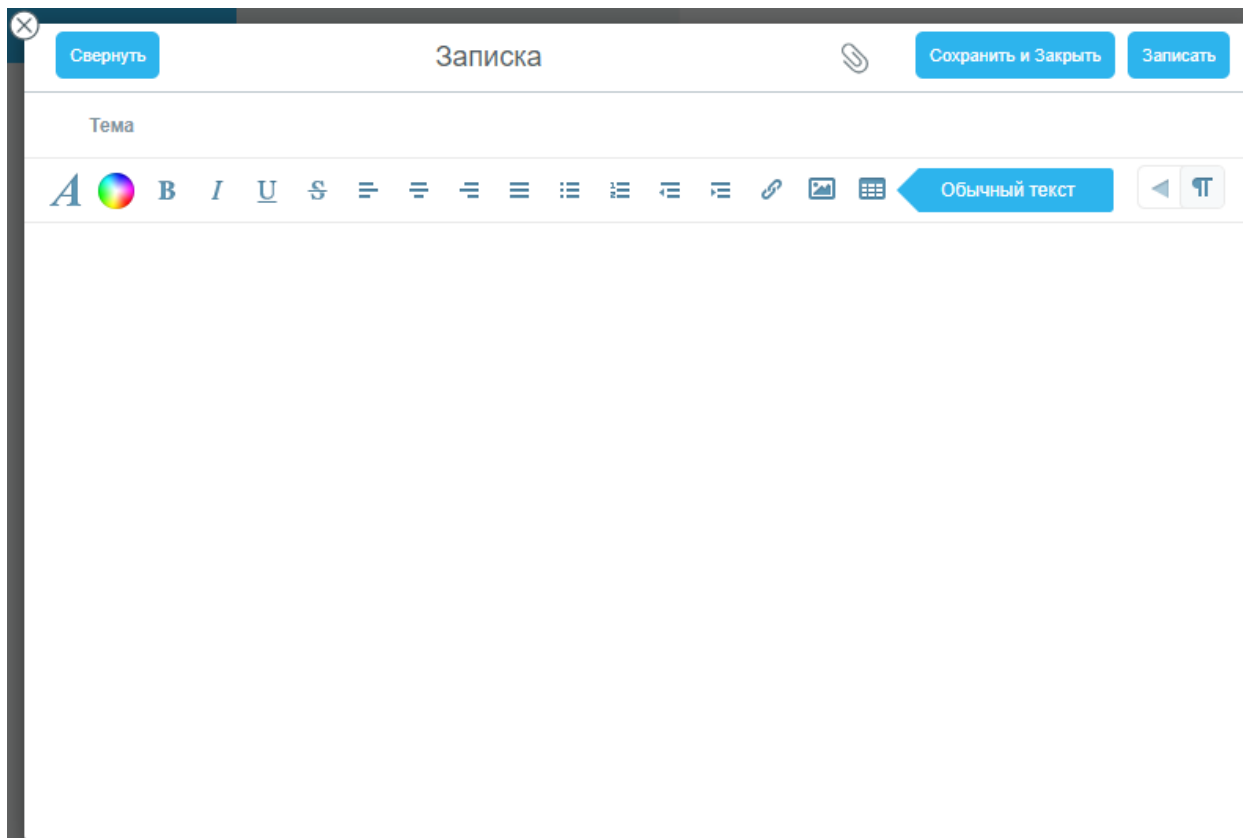 Свернуть Записка Сохранить и Закрыть Записать
Тема
A B I U S Обычный текст ¶